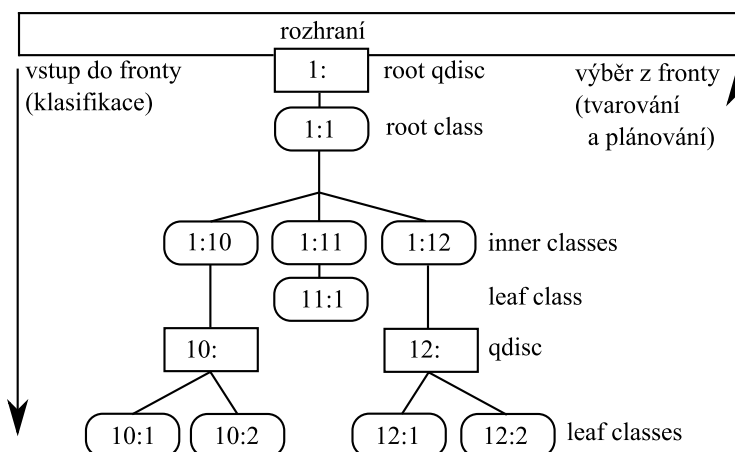 rozhraní
vstup do fronty
(klasifikace)
1:
root qdisc
výběr z fronty
(tvarování
a plánování)
1:1
root class
1:10
1:11
1:12
inner classes
11:1
leaf class
10:
12:
qdisc
10:1
10:2
12:1
12:2
leaf classes